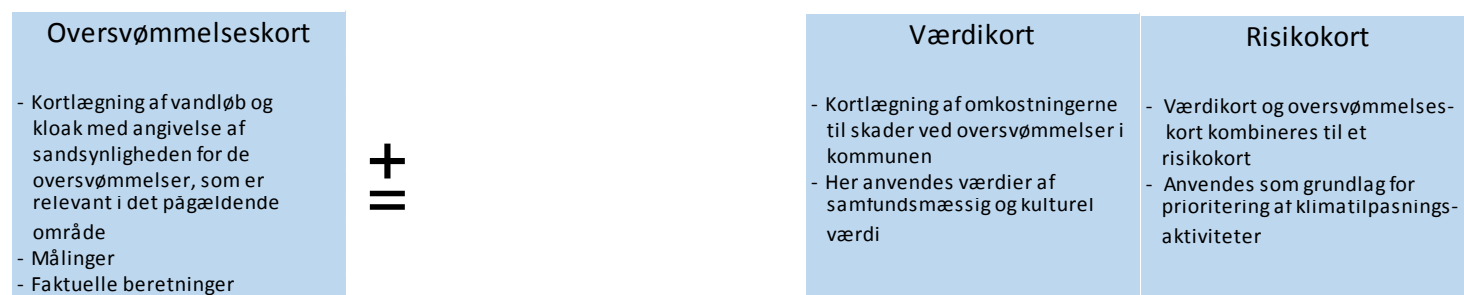 Oversvømmelseskort
- Kortlægning af vandløb og
kloak med angivelse af
sandsynligheden for de
oversvømmelser, som er
relevant i det pågældende
område
- Målinger
- Faktuelle beretninger
+
=
Værdikort
- Kortlægning af omkostningerne
til skader ved oversvømmelser i
kommunen
- Her anvendes værdier af
samfundsmæssig og kulturel
værdi
Risikokort
- Værdikort og oversvømmelses-
kort kombineres til et
risikokort
- Anvendes som grundlag for
prioritering af klimatilpasnings-
aktiviteter